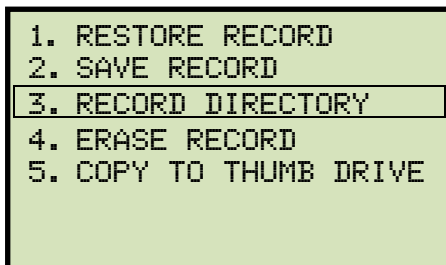 1. RESTORE RECORD
2. SAVE RECORD
3. RECORD DIRECTORY
4. ERASE RECORD
5. COPY TO THUMB DRIVE